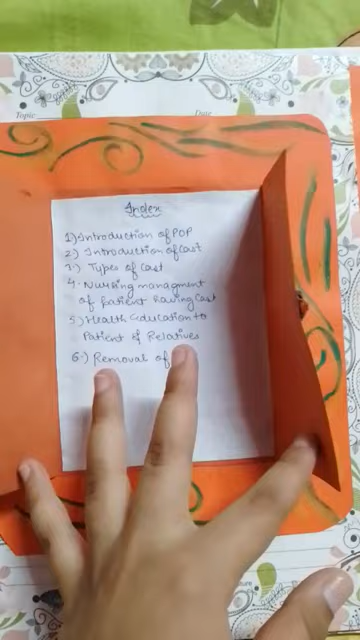 Topic
Date
Index
1) Introduction of POP
2) Introduction of Cast
3.) Types of Cast
4. Nursing managment
of patient having Cast
5) Health education to
Patient & Relatives
6.) Removal of